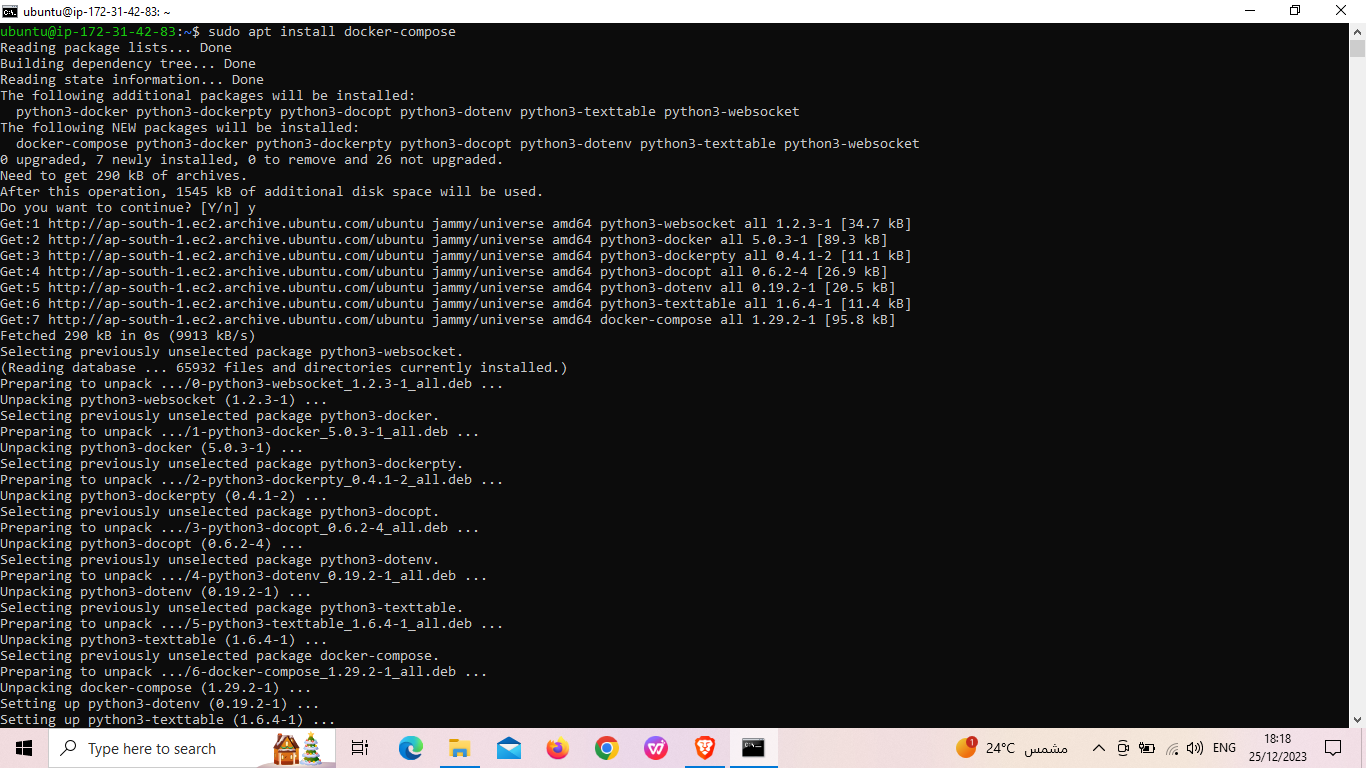 ubuntu@ip-172-31-42-83: ~
ubuntu@ip-172-31-42-83:~$ sudo apt install docker-compose
Reading package lists... Done
Building dependency tree... Done
Reading state information... Done
The following additional packages will be installed:
  python3-docker python3-dockerpty python3-docopt python3-dotenv python3-texttable python3-websocket
The following NEW packages will be installed:
  docker-compose python3-docker python3-dockerpty python3-docopt python3-dotenv python3-texttable python3-websocket
0 upgraded, 7 newly installed, 0 to remove and 26 not upgraded.
Need to get 290 kB of archives.
After this operation, 1545 kB of additional disk space will be used.
Do you want to continue? [Y/n] y
Get:1 http://ap-south-1.ec2.archive.ubuntu.com/ubuntu jammy/universe amd64 python3-websocket all 1.2.3-1 [34.7 kB]
Get:2 http://ap-south-1.ec2.archive.ubuntu.com/ubuntu jammy/universe amd64 python3-docker all 5.0.3-1 [89.3 kB]
Get:3 http://ap-south-1.ec2.archive.ubuntu.com/ubuntu jammy/universe amd64 python3-dockerpty all 0.4.1-2 [11.1 kB]
Get:4 http://ap-south-1.ec2.archive.ubuntu.com/ubuntu jammy/universe amd64 python3-docopt all 0.6.2-4 [26.9 kB]
Get:5 http://ap-south-1.ec2.archive.ubuntu.com/ubuntu jammy/universe amd64 python3-dotenv all 0.19.2-1 [20.5 kB]
Get:6 http://ap-south-1.ec2.archive.ubuntu.com/ubuntu jammy/universe amd64 python3-texttable all 1.6.4-1 [11.4 kB]
Get:7 http://ap-south-1.ec2.archive.ubuntu.com/ubuntu jammy/universe amd64 docker-compose all 1.29.2-1 [95.8 kB]
Fetched 290 kB in 0s (9913 kB/s)
Selecting previously unselected package python3-websocket.
(Reading database ... 65932 files and directories currently installed.)
Preparing to unpack .../0-python3-websocket_1.2.3-1_all.deb ...
Unpacking python3-websocket (1.2.3-1) ...
Selecting previously unselected package python3-docker.
Preparing to unpack .../1-python3-docker_5.0.3-1_all.deb ...
Unpacking python3-docker (5.0.3-1) ...
Selecting previously unselected package python3-dockerpty.
Preparing to unpack .../2-python3-dockerpty_0.4.1-2_all.deb ...
Unpacking python3-dockerpty (0.4.1-2) ...
Selecting previously unselected package python3-docopt.
Preparing to unpack .../3-python3-docopt_0.6.2-4_all.deb ...
Unpacking python3-docopt (0.6.2-4) ...
Selecting previously unselected package python3-dotenv.
Preparing to unpack .../4-python3-dotenv_0.19.2-1_all.deb ...
Unpacking python3-dotenv (0.19.2-1) ...
Selecting previously unselected package python3-texttable.
Preparing to unpack .../5-python3-texttable_1.6.4-1_all.deb ...
Unpacking python3-texttable (1.6.4-1) ...
Selecting previously unselected package docker-compose.
Preparing to unpack .../6-docker-compose_1.29.2-1_all.deb ...
Unpacking docker-compose (1.29.2-1) ...
Setting up python3-dotenv (0.19.2-1) ...
Setting up python3-texttable (1.6.4-1) ...
Type here to search
1
24°C مشمس
ENG
18:18
25/12/2023